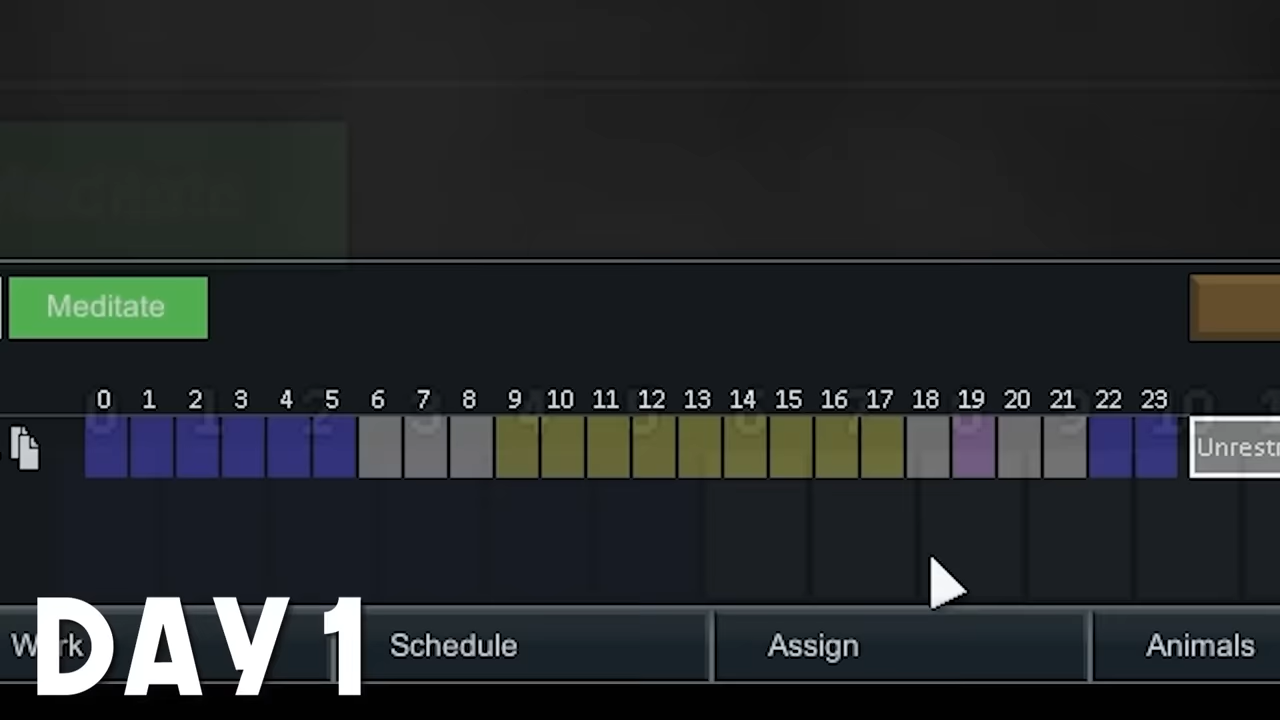 Meditate
0 1 2 3 4 5 6 7 8 9 10 11 12 13 14 15 16 17 18 19 20 21 22 23
Unrestr
Work Schedule Assign Animals
DAY 1